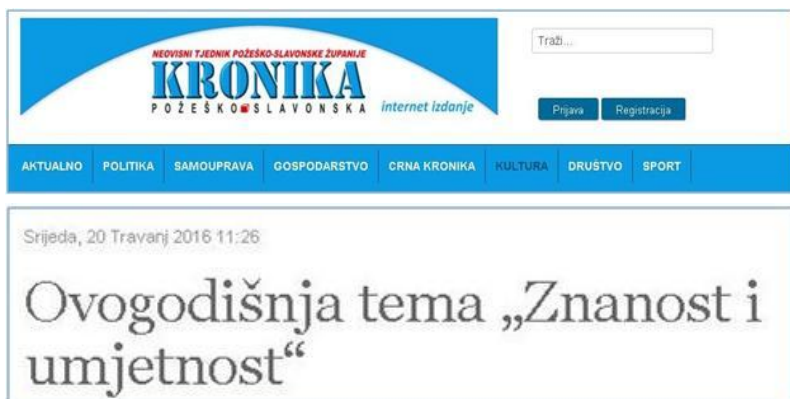 NEOVISNI TJEDNIK POŽEŠKO-SLAVONSKE ŽUPANIJE
KRONIKA
POŽEŠKO SLAVONSKA internet izdanje
Traži...
Prijava Registracija
AKTUALNO POLITIKA SAMOUPRAVA GOSPODARSTVO CRNA KRONIKA KULTURA DRUŠTVO SPORT
Srijeda, 20 Travanj 2016 11:26
Ovogodišnja tema „Znanost i
umjetnost“